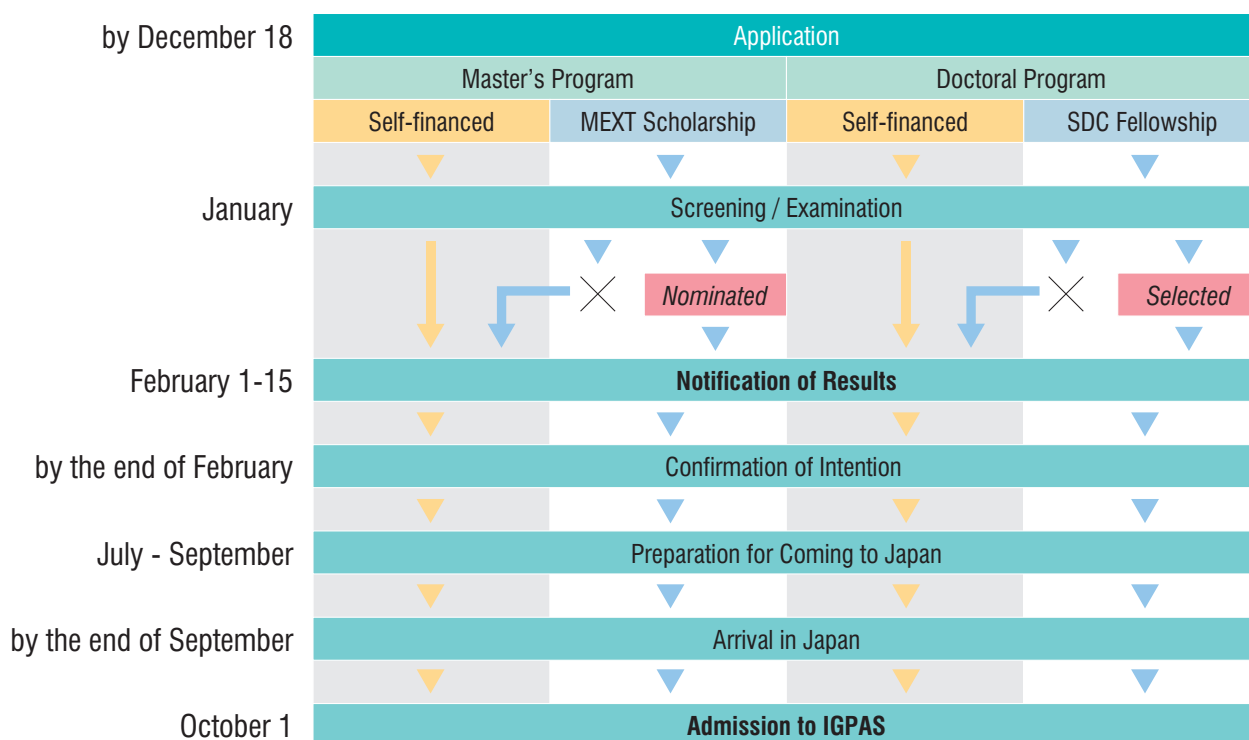 by December 18
Application
Master's Program
Doctoral Program
Self-financed
MEXT Scholarship
Self-financed
SDC Fellowship
January
Screening / Examination
Nominated
Selected
February 1-15
Notification of Results
by the end of February
Confirmation of Intention
July - September
Preparation for Coming to Japan
by the end of September
Arrival in Japan
October 1
Admission to IGPAS